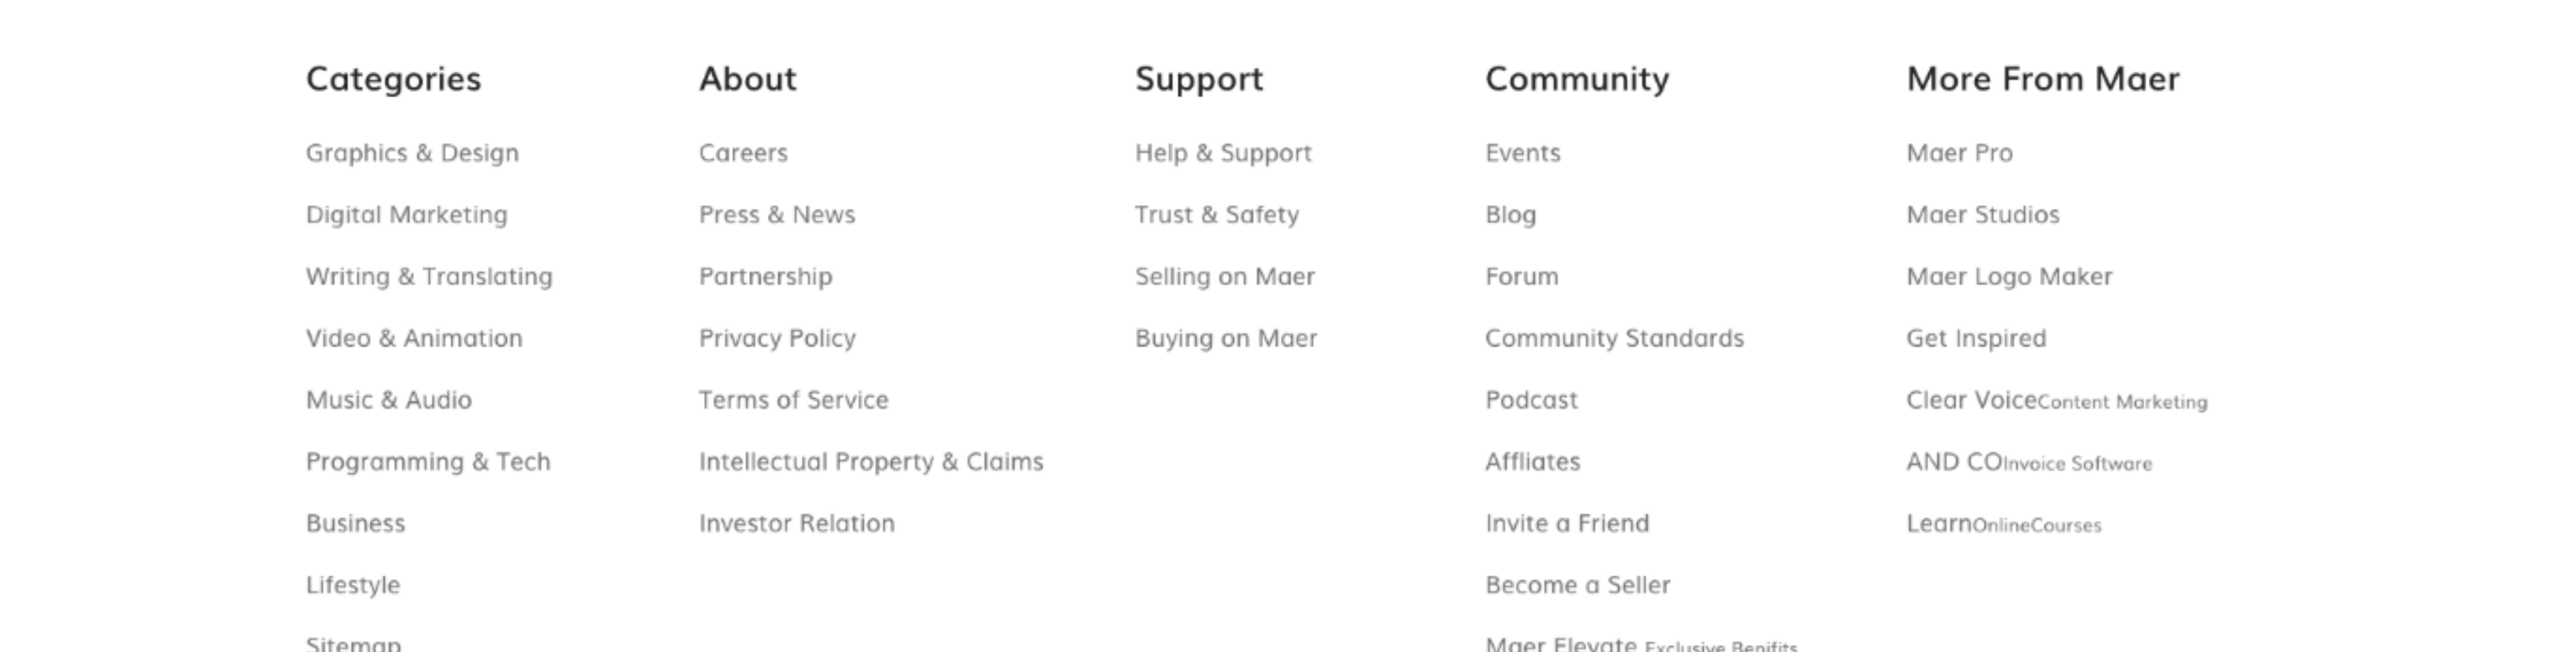 Categories
Graphics & Design
Digital Marketing
Writing & Translating
Video & Animation
Music & Audio
Programming & Tech
Business
Lifestyle
Sitemap
About
Careers
Press & News
Partnership
Privacy Policy
Terms of Service
Intellectual Property & Claims
Investor Relation
Support
Help & Support
Trust & Safety
Selling on Maer
Buying on Maer
Community
Events
Blog
Forum
Community Standards
Podcast
Affliates
Invite a Friend
Become a Seller
Maer Elevate Exclusive Benifits
More From Maer
Maer Pro
Maer Studios
Maer Logo Maker
Get Inspired
Clear VoiceContent Marketing
AND COInvoice Software
LearnOnlineCourses